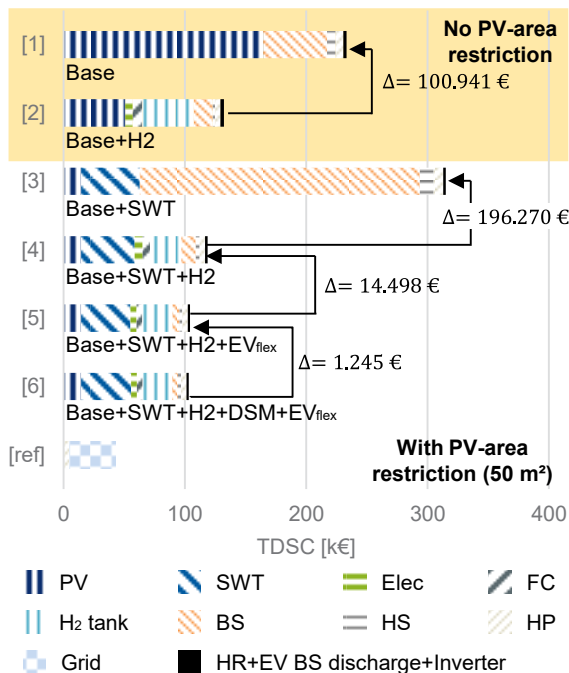 No PV-area
restriction
[1]
Base
Δ= 100.941 €
[2]
Base+H2
[3]
Base+SWT
Δ= 196.270 €
[4]
Base+SWT+H2
Δ= 14.498 €
[5]
Base+SWT+H2+EVflex
Δ= 1.245 €
[6]
Base+SWT+H2+DSM+EVflex
[ref]
With PV-area
restriction (50 m²)
0 100 200 300 400
TDSC [k€]
PV SWT Elec FC
H2 tank BS HS HP
Grid HR+EV BS discharge+Inverter